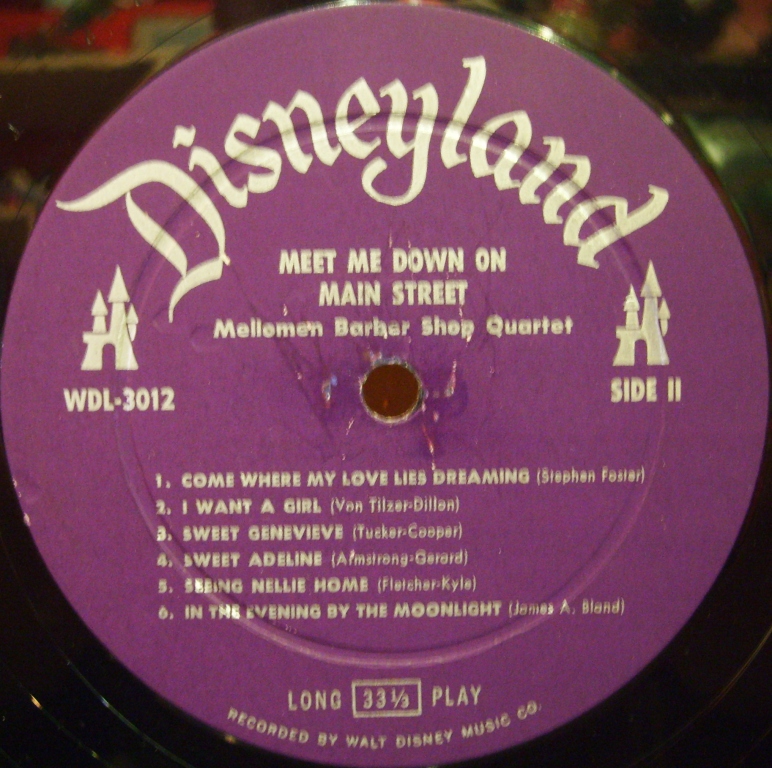 Disneyland
MEET ME DOWN ON
MAIN STREET
Mellomen Barber Shop Quartet
WDL-3012
SIDE II
1. COME WHERE MY LOVE LIES DREAMING (Stephen Foster)
2. I WANT A GIRL (Von Tilzer-Dillon)
3. SWEET GENEVIEVE (Tucker-Cooper)
4. SWEET ADELINE (Armstrong-Gerard)
5. SEEING NELLIE HOME (Fletcher-Kyle)
6. IN THE EVENING BY THE MOONLIGHT (James A. Bland)
LONG 33⅓ PLAY
RECORDED BY WALT DISNEY MUSIC CO.